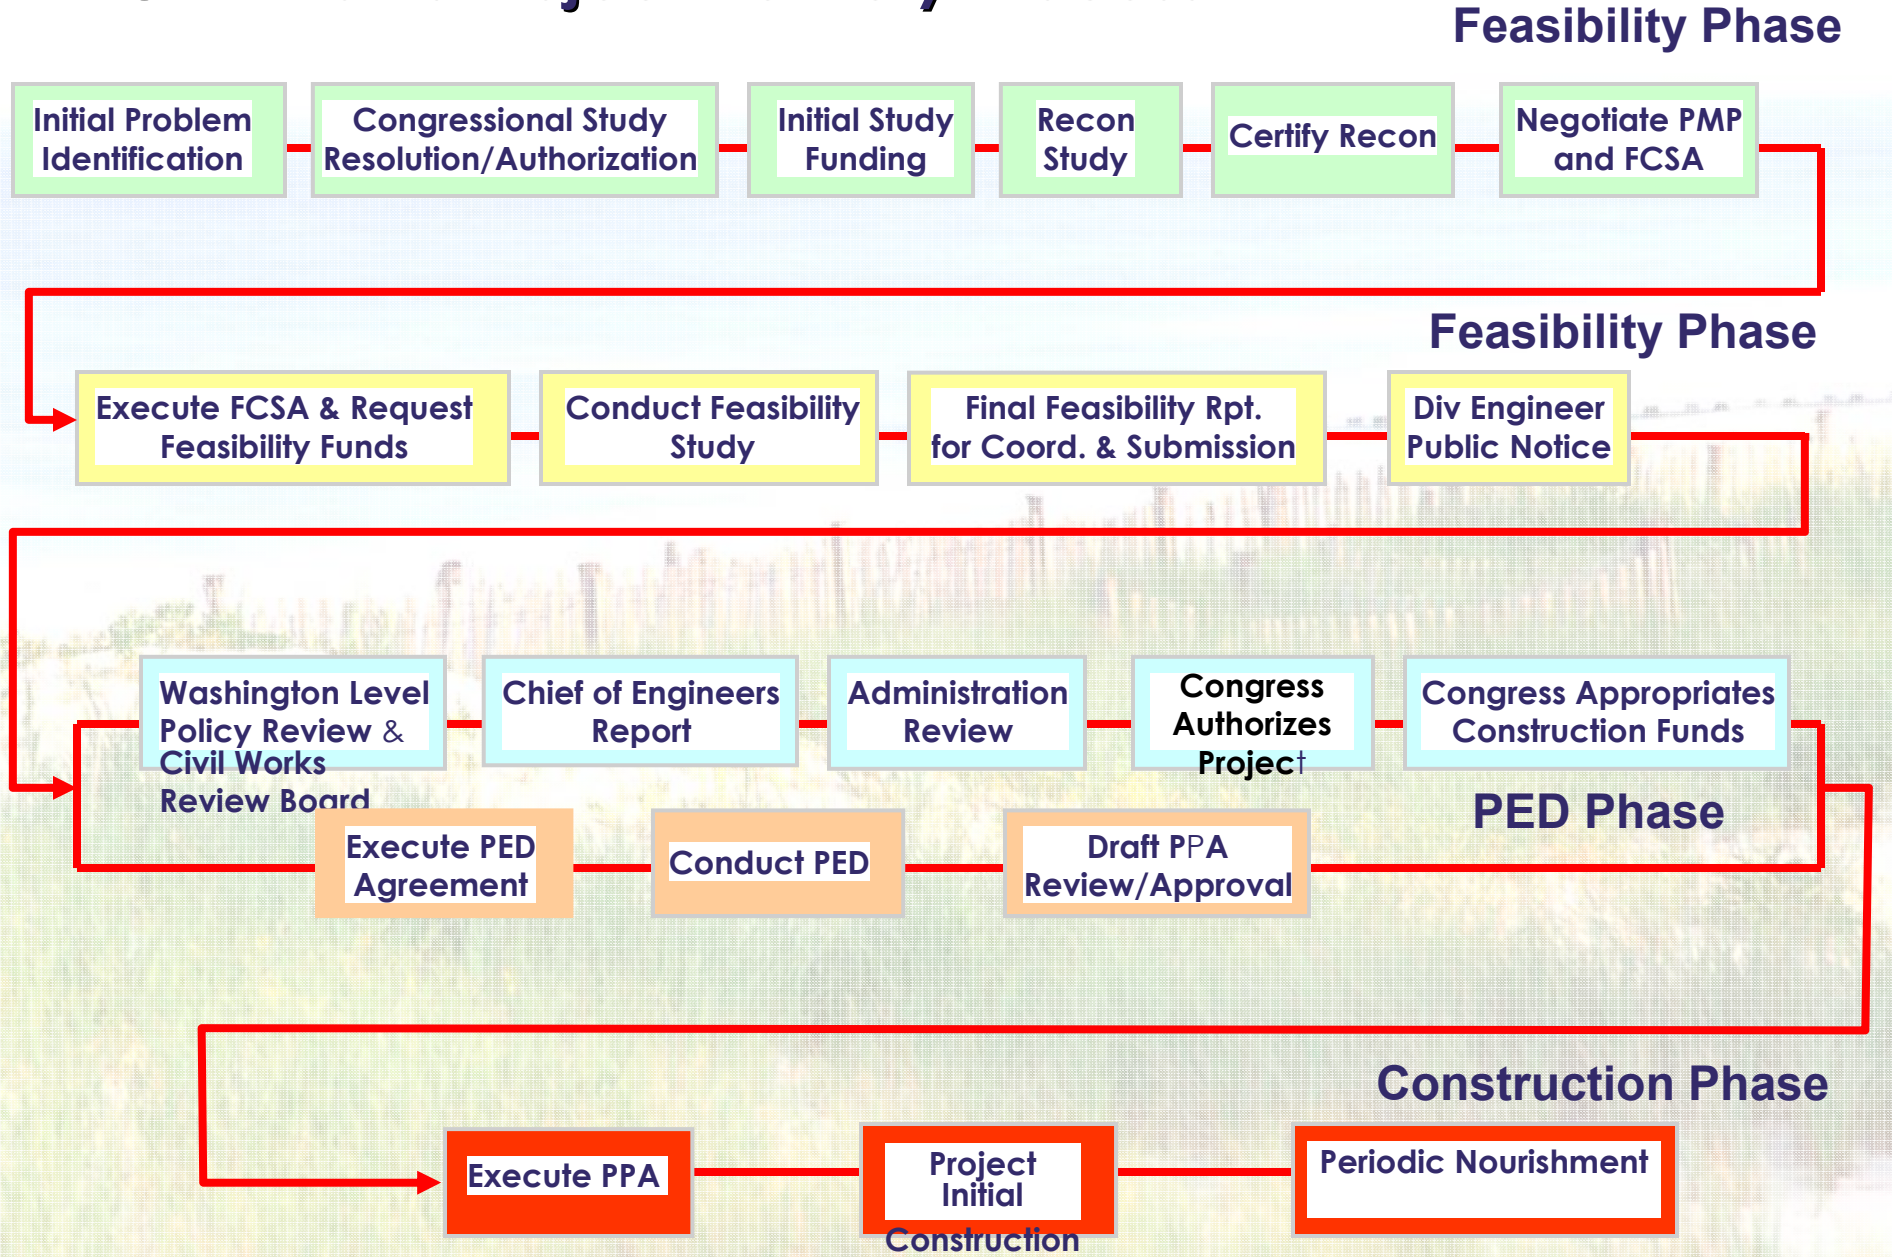 Feasibility Phase
Initial Problem
Identification
Congressional Study
Resolution/Authorization
Initial Study
Funding
Recon
Study
Certify Recon
Negotiate PMP
and FCSA
Feasibility Phase
Execute FCSA & Request
Feasibility Funds
Conduct Feasibility
Study
Final Feasibility Rpt.
for Coord. & Submission
Div Engineer
Public Notice
Washington Level
Policy Review &
Civil Works
Review Board
Chief of Engineers
Report
Administration
Review
Congress
Authorizes
Project
Congress Appropriates
Construction Funds
PED Phase
Execute PED
Agreement
Conduct PED
Draft PPA
Review/Approval
Construction Phase
Execute PPA
Project
Initial
Construction
Periodic Nourishment